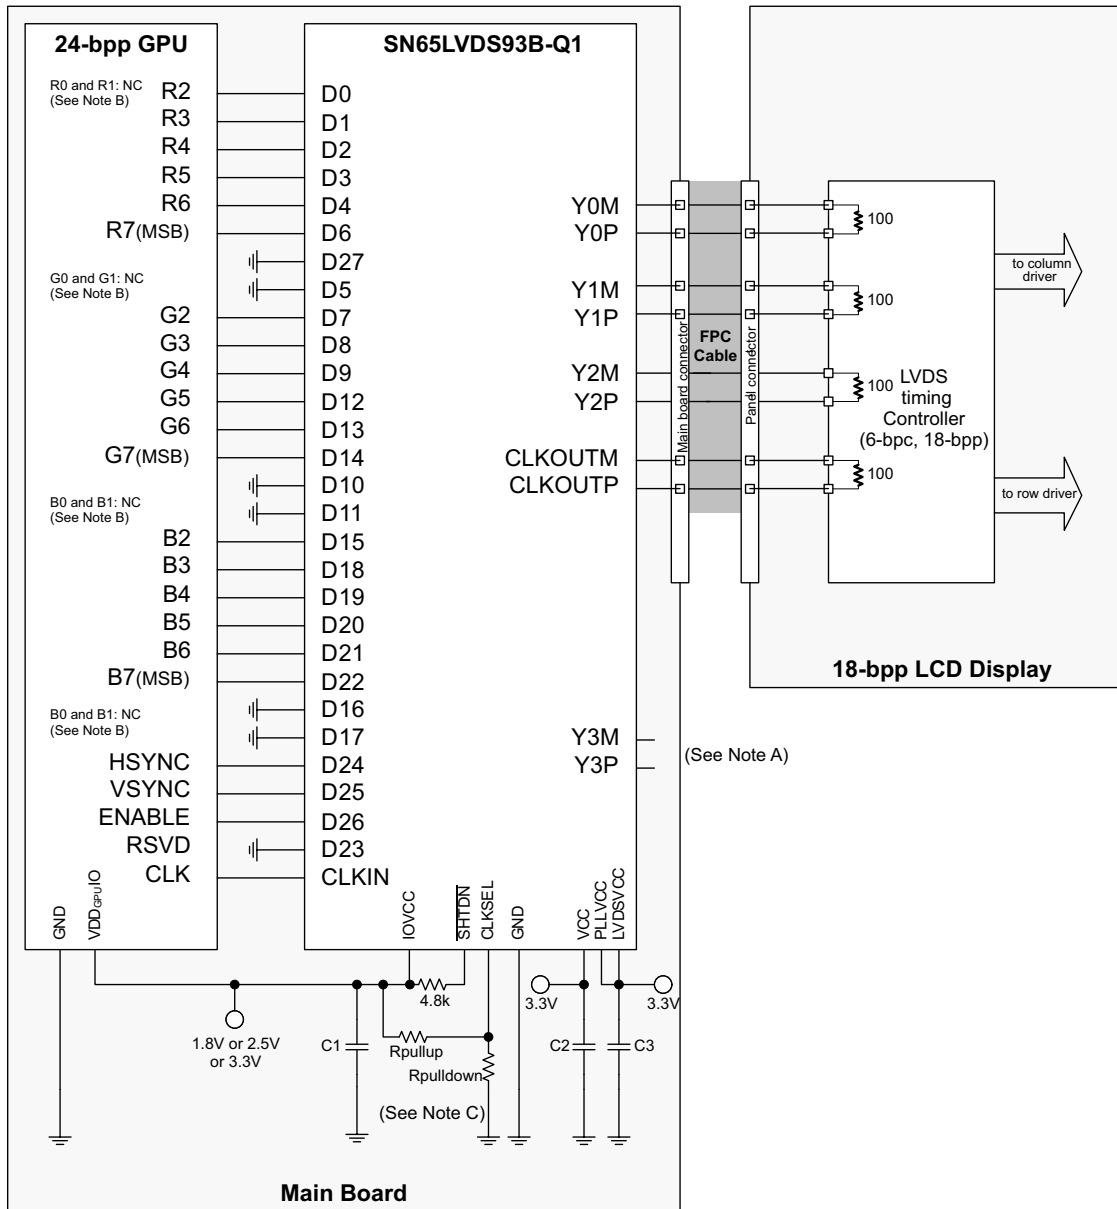 24-bpp GPU
SN65LVDS93B-Q1
R0 and R1: NC
(See Note B)
R2
R3
R4
R5
R6
R7(MSB)
G0 and G1: NC
(See Note B)
G2
G3
G4
G5
G6
G7(MSB)
B0 and B1: NC
(See Note B)
B2
B3
B4
B5
B6
B7(MSB)
B0 and B1: NC
(See Note B)
HSYNC
VSYNC
ENABLE
RSVD
CLK
GND
VDDGPUIO
D0
D1
D2
D3
D4
D6
D27
D5
D7
D8
D9
D12
D13
D14
D10
D11
D15
D18
D19
D20
D21
D22
D16
D17
D24
D25
D26
D23
CLKIN
Y0M
Y0P
Y1M
Y1P
Y2M
Y2P
CLKOUTM
CLKOUTP
Y3M
Y3P
(See Note A)
IOVCC
SHTDN
CLKSEL
GND
VCC
PLLVCC
LVDSVCC
Main board connector
FPC
Cable
Panel connector
100
100
100
100
LVDS
timing
Controller
(6-bpc, 18-bpp)
to column
driver
to row driver
18-bpp LCD Display
1.8V or 2.5V
or 3.3V
C1
4.8k
Rpullup
Rpulldown
(See Note C)
3.3V
3.3V
C2
C3
Main Board